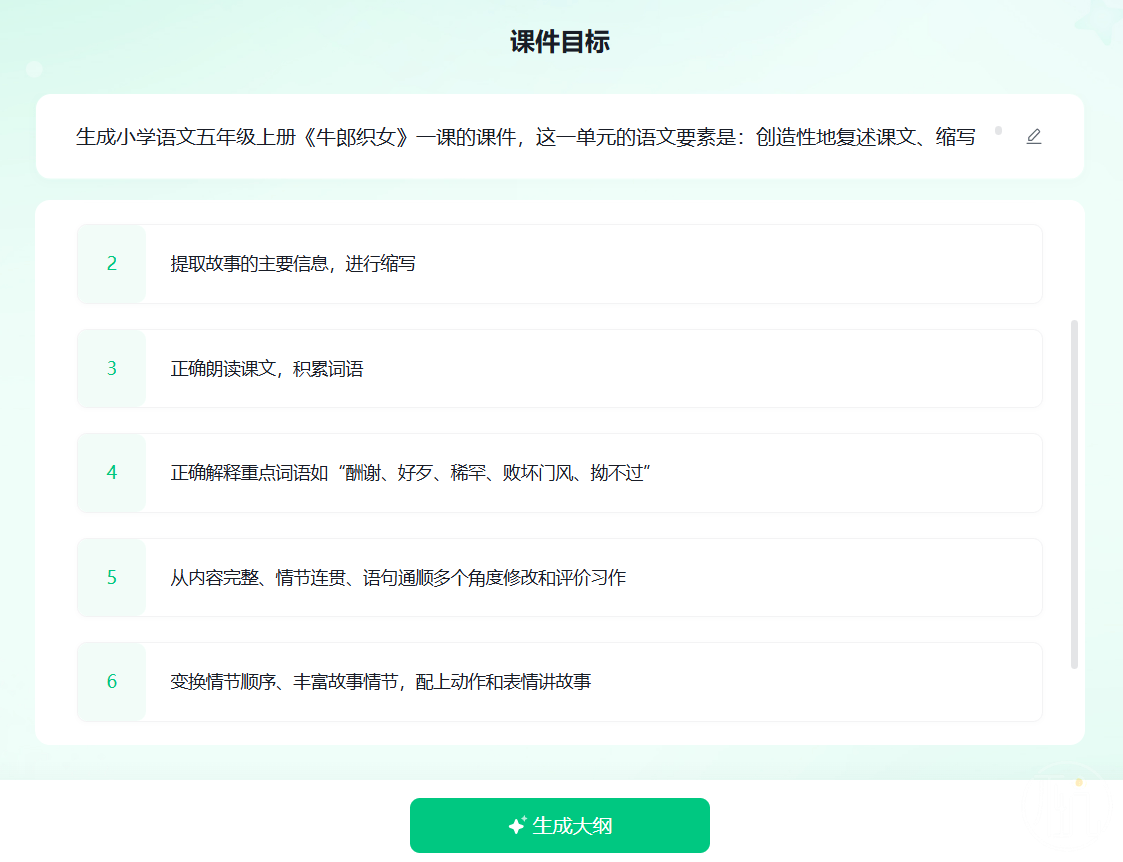 课件目标
生成小学语文五年级上册《牛郎织女》一课的课件，这一单元的语文要素是：创造性地复述课文、缩写
2
提取故事的主要信息，进行缩写
3
正确朗读课文，积累词语
4
正确解释重点词语如“酬谢、好歹、稀罕、败坏门风、拗不过”
5
从内容完整、情节连贯、语句通顺多个角度修改和评价习作
6
变换情节顺序、丰富故事情节，配上动作和表情讲故事
生成大纲